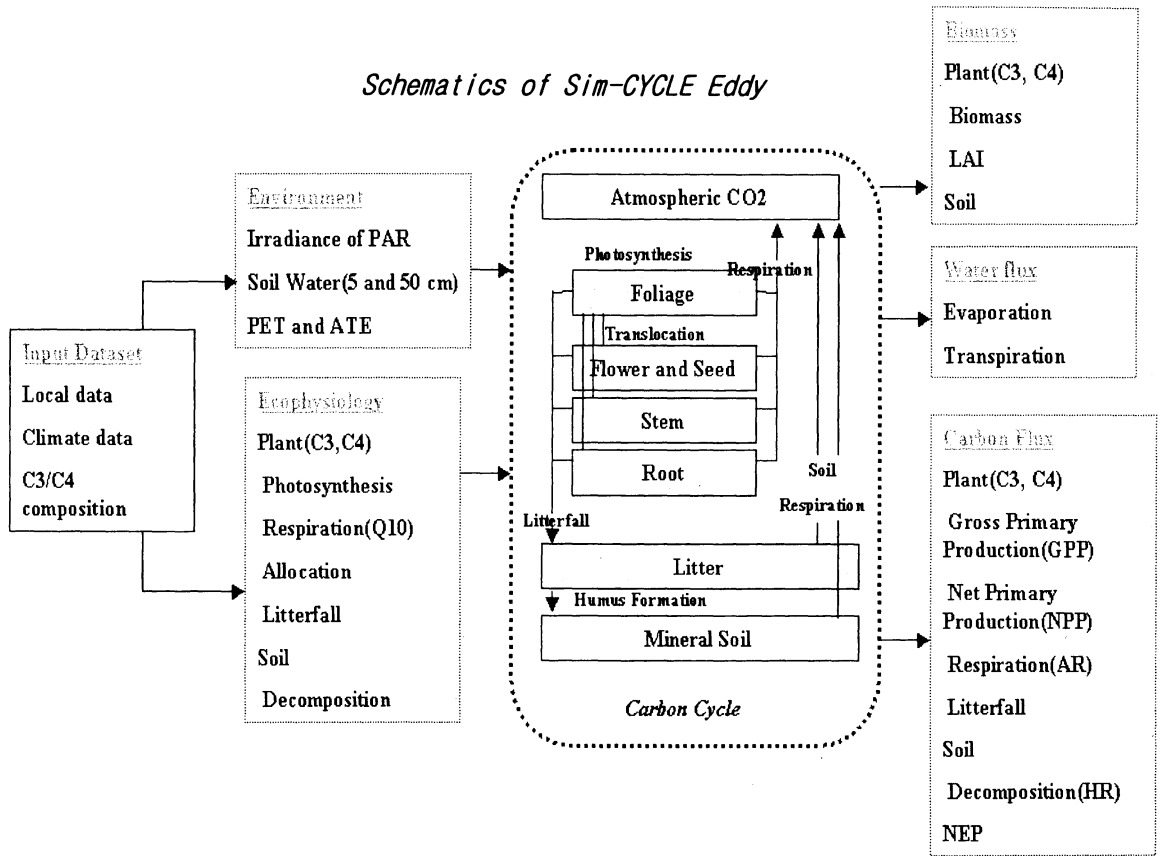 Schematics of Sim-CYCLE Eddy
Input Dataset
Local data
Climate data
C3/C4
composition
Environment
Irradiance of PAR
Soil Water(5 and 50 cm)
PET and ATE
Ecophysiology
Plant(C3,C4)
Photosynthesis
Respiration(Q10)
Allocation
Litterfall
Soil
Decomposition
Atmospheric CO2
Photosynthesis
Respiration
Foliage
Translocation
Flower and Seed
Stem
Root
Soil
Respiration
Litterfall
Litter
Humus Formation
Mineral Soil
Carbon Cycle
Biomass
Plant(C3, C4)
Biomass
LAI
Soil
Water flux
Evaporation
Transpiration
Carbon Flux
Plant(C3, C4)
Gross Primary
Production(GPP)
Net Primary
Production(NPP)
Respiration(AR)
Litterfall
Soil
Decomposition(HR)
NEP